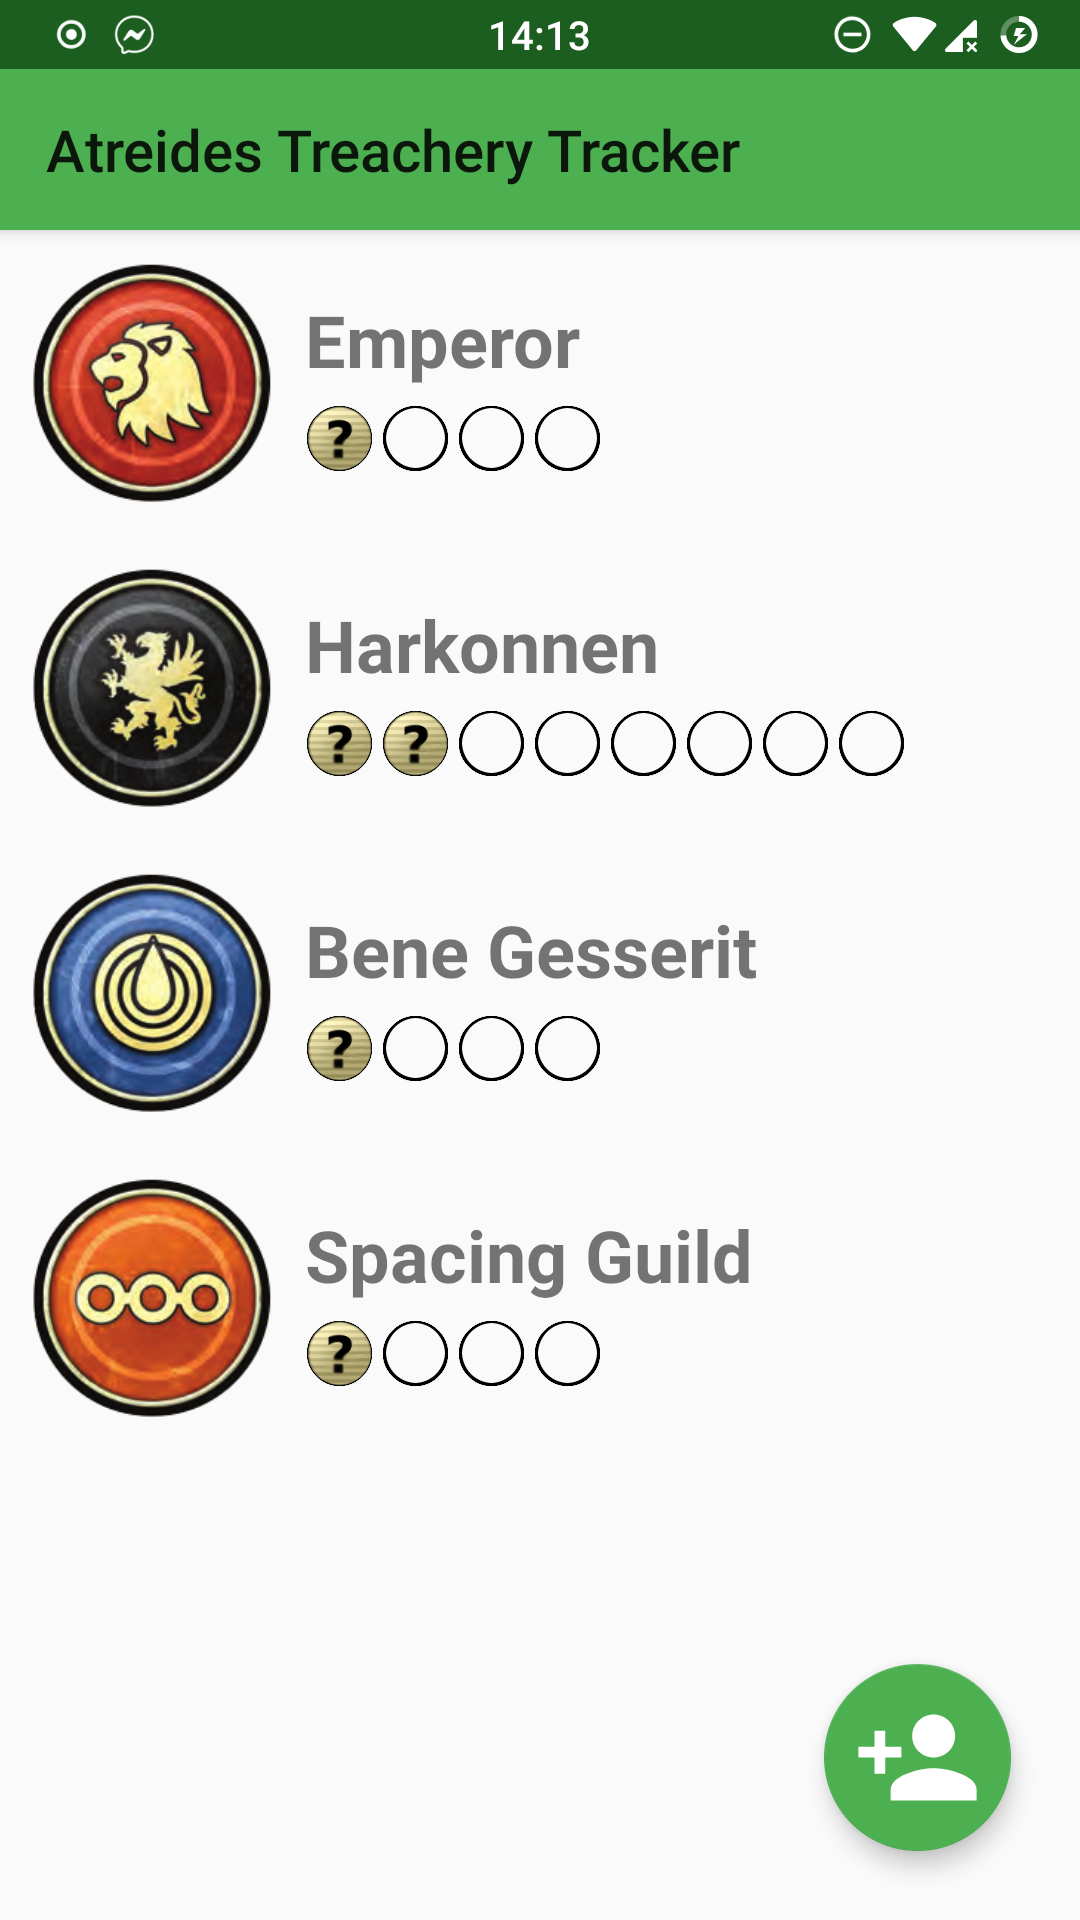 14:13
Atreides Treachery Tracker
Emperor
?
Harkonnen
? ?
Bene Gesserit
?
Spacing Guild
?